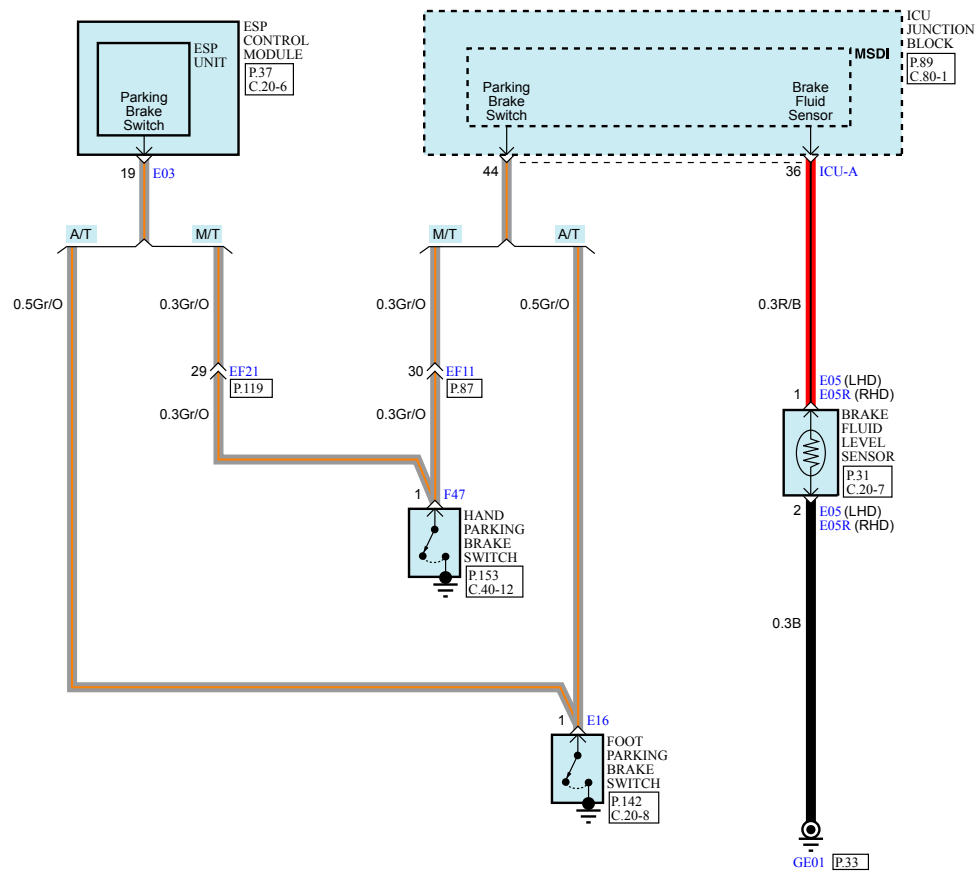 ESP
CONTROL
MODULE
P.37
C.20-6
ESP
UNIT
Parking
Brake
Switch
19 E03
ICU
JUNCTION
BLOCK
P.89
C.80-1
MSDI
Parking
Brake
Switch
Brake
Fluid
Sensor
44
36 ICU-A
A/T
M/T
M/T
A/T
0.5Gr/O
0.3Gr/O
0.3Gr/O
0.5Gr/O
0.3R/B
29 EF21
P.119
30 EF11
P.87
0.3Gr/O
0.3Gr/O
E05 (LHD)
1 E05R (RHD)
BRAKE
FLUID
LEVEL
SENSOR
P.31
C.20-7
2 E05 (LHD)
E05R (RHD)
1 F47
HAND
PARKING
BRAKE
SWITCH
P.153
C.40-12
0.3B
1 E16
FOOT
PARKING
BRAKE
SWITCH
P.142
C.20-8
GE01 P.33